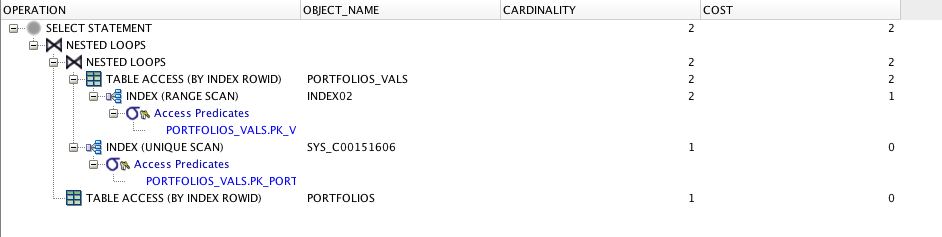 OPERATION OBJECT_NAME CARDINALITY COST
SELECT STATEMENT 2 2
NESTED LOOPS
NESTED LOOPS 2 2
TABLE ACCESS (BY INDEX ROWID) PORTFOLIOS_VALS 2 2
INDEX (RANGE SCAN) INDEX02 2 1
Access Predicates
PORTFOLIOS_VALS.PK_V
INDEX (UNIQUE SCAN) SYS_C00151606 1 0
Access Predicates
PORTFOLIOS_VALS.PK_PORT
TABLE ACCESS (BY INDEX ROWID) PORTFOLIOS 1 0